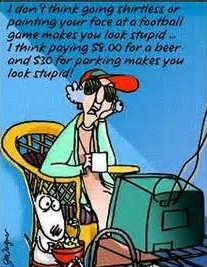 I don't think going shirtless or
painting your face at a football
game makes you look stupid ...
I think paying $8.00 for a beer
and $30 for parking makes you
look stupid!